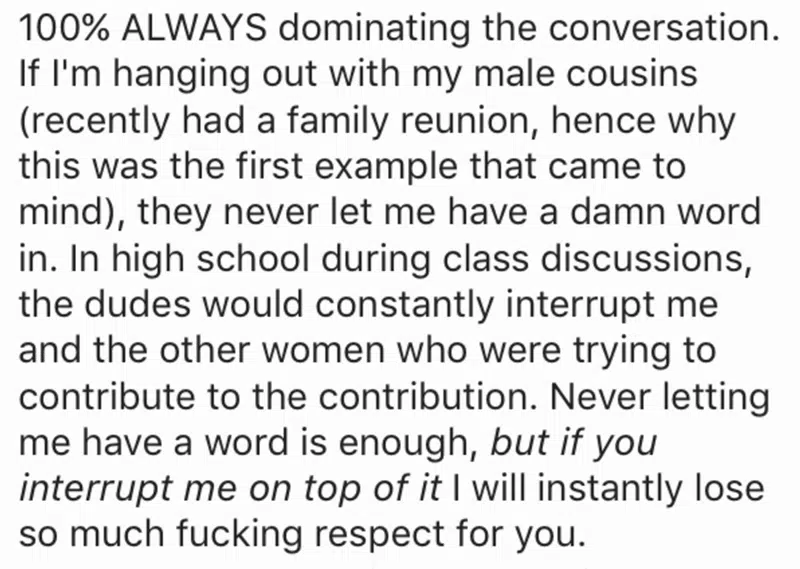 100% ALWAYS dominating the conversation.
If I'm hanging out with my male cousins
(recently had a family reunion, hence why
this was the first example that came to
mind), they never let me have a damn word
in. In high school during class discussions,
the dudes would constantly interrupt me
and the other women who were trying to
contribute to the contribution. Never letting
me have a word is enough, but if you
interrupt me on top of it I will instantly lose
so much fucking respect for you.